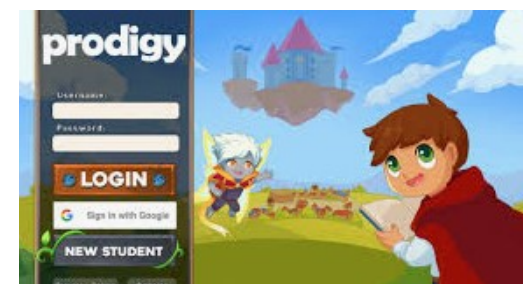 prodigy
Username:
Password:
LOGIN
G Sign in with Google
NEW STUDENT